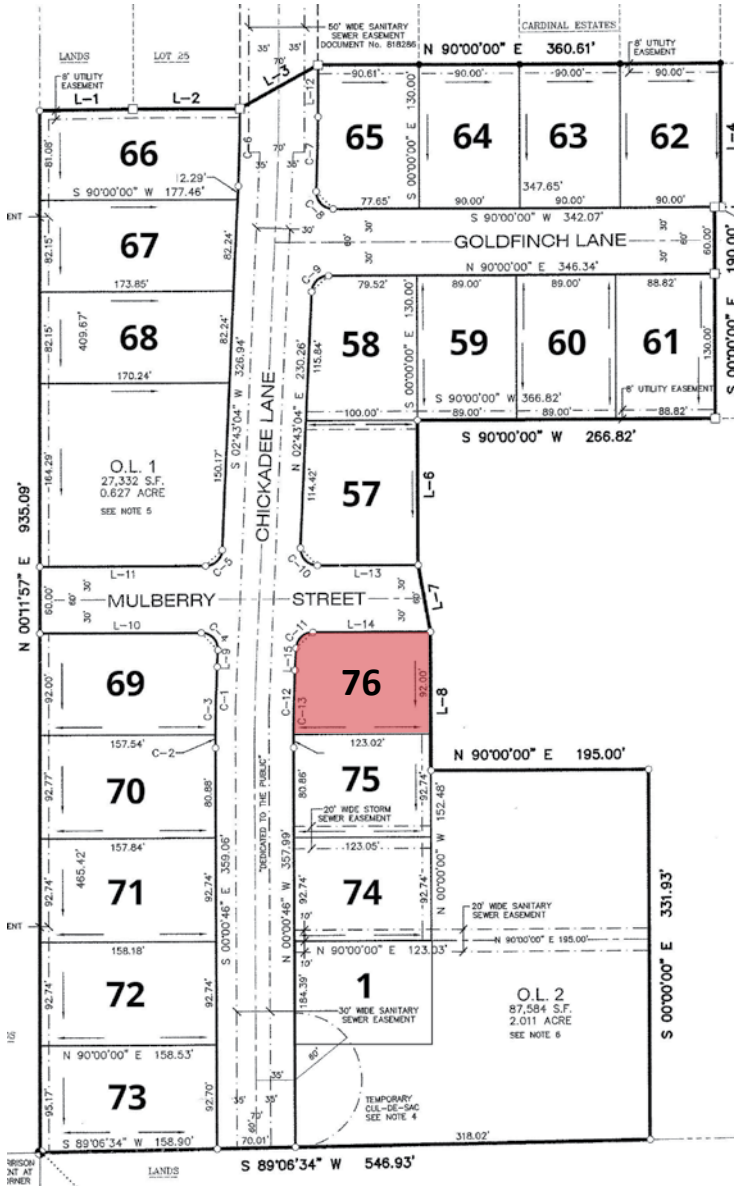 50' WIDE SANITARY
SEWER EASEMENT
DOCUMENT No. 818286
CARDINAL ESTATES
N 90°00'00" E 360.61'
8' UTILITY
EASEMENT
LANDS
LOT 25
8' UTILITY
EASEMENT
L-1
L-2
L-3
35'
35'
70'
L-12
90.61'
90.00'
90.00'
90.00'
L-4
81.08'
66
C-6
70'
35'
35'
C-7
65
S 00°00'00" E 130.00'
64
63
62
2.29'
S 90°00'00" W 177.46'
347.65'
C-8
77.65'
90.00'
90.00'
90.00'
S 90°00'00" W 342.07'
82.15'
67
82.24'
30'
30'
60'
30'
GOLDFINCH LANE
30'
60'
30'
60.00'
190.00'
N 90°00'00" E 346.34'
173.85'
C-9
79.52'
89.00'
89.00'
88.82'
82.15'
409.67'
68
82.24'
S 02°43'04" W 326.94'
N 02°43'04" E 230.26'
115.84'
58
S 00°00'00" E 130.00'
59
60
61
130.00'
S 00°00'00" E
170.24'
S 90°00'00" W 366.82'
8' UTILITY EASEMENT
100.00'
89.00'
89.00'
88.82'
S 90°00'00" W 266.82'
CHICKADEE LANE
164.29'
O.L. 1
27,332 S.F.
0.627 ACRE
SEE NOTE 5
150.17'
114.42'
57
L-6
N 00°11'57" E 935.09'
L-11
C-5
C-10
L-13
L-7
60.00'
60'
30'
30'
MULBERRY STREET
30'
60'
30'
L-10
C-4
C-11
L-14
92.00'
69
L-9
C-3
C-1
L-15
C-12
C-13
76
92.00'
L-8
157.54'
C-2
123.02'
N 90°00'00" E 195.00'
92.77'
70
80.88'
"DEDICATED TO THE PUBLIC"
80.86'
75
92.74'
N 00°00'00" W 152.48'
20' WIDE STORM
SEWER EASEMENT
157.84'
123.05'
92.74'
465.42'
71
92.74'
S 00°00'46" E 359.06'
N 00°00'46" W 357.99'
92.74'
74
92.74'
331.93'
S 00°00'00" E
20' WIDE SANITARY
SEWER EASEMENT
10'
N 90°00'00" E 195.00'
158.18'
N 90°00'00" E 123.03'
10'
92.74'
72
92.74'
184.39'
1
30' WIDE SANITARY
SEWER EASEMENT
O.L. 2
87,584 S.F.
2.011 ACRE
SEE NOTE 6
N 90°00'00" E 158.53'
60'
35'
95.17'
73
92.70'
35'
35'
70'
60'
TEMPORARY
CUL-DE-SAC
SEE NOTE 4
S 89°06'34" W 158.90'
70.01'
318.02'
LANDS
S 89°06'34" W 546.93'